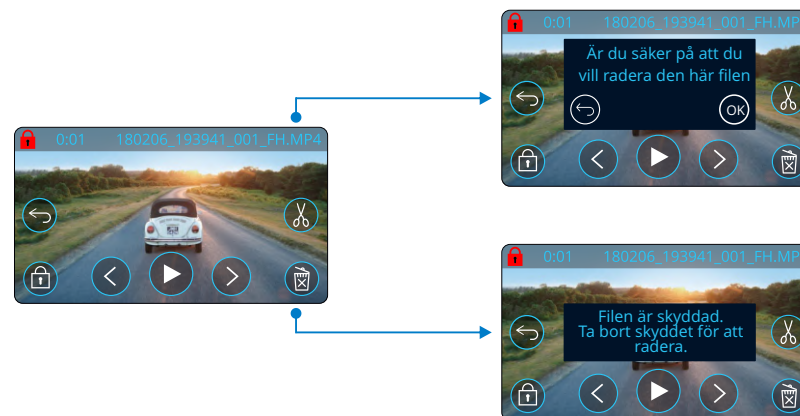 0:01 180206_193941_001_FH.MP4
0:01 180206_193941_001_FH.MP
Är du säker på att du
vill radera den här filen
OK
0:01 180206_193941_001_FH.MP
Filen är skyddad.
Ta bort skyddet för att
radera.